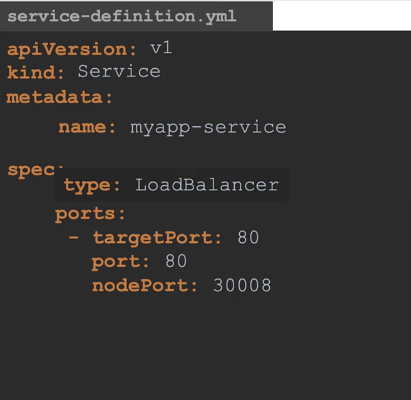 service-definition.yml
apiVersion: v1
kind: Service
metadata:
name: myapp-service
spec:
type: LoadBalancer
ports:
- targetPort: 80
port: 80
nodePort: 30008